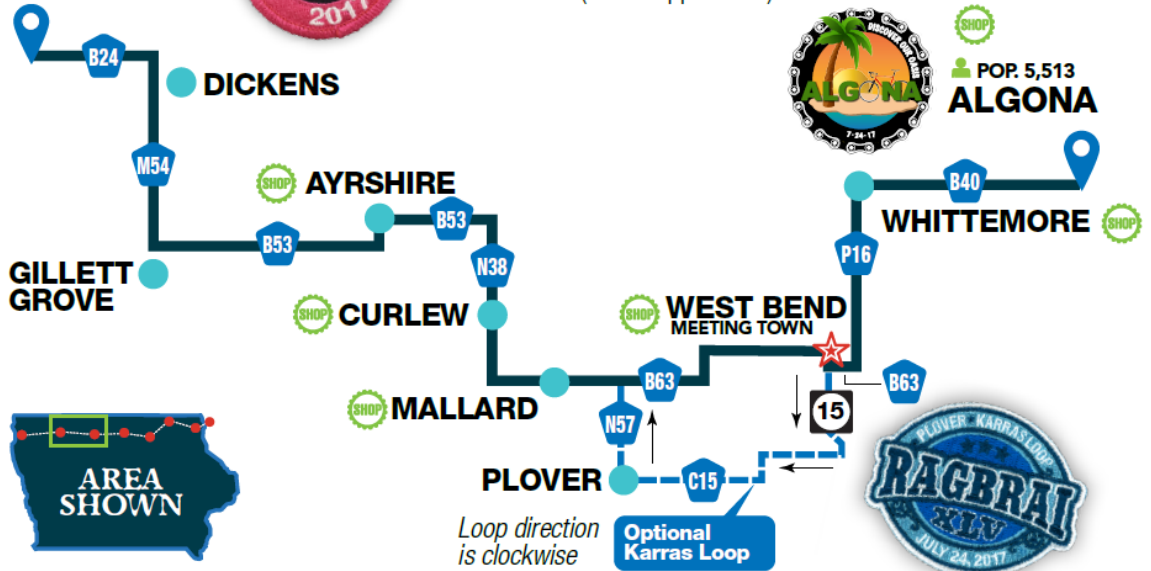 2017
B24
DICKENS
SHOP
POP. 5,513
ALGONA
DISCOVER OUR OASIS
ALGONA
7-24-17
M54
SHOP
AYRSHIRE
B53
B53
B40
WHITTEMORE
SHOP
GILLETT
GROVE
N38
P16
SHOP
CURLEW
SHOP
WEST BEND
MEETING TOWN
SHOP
MALLARD
B63
B63
N57
15
PLOVER
C15
Loop direction
is clockwise
Optional
Karras Loop
AREA
SHOWN
PLOVER KARRAS LOOP
RAGBRAI
XLV
JULY 24, 2017